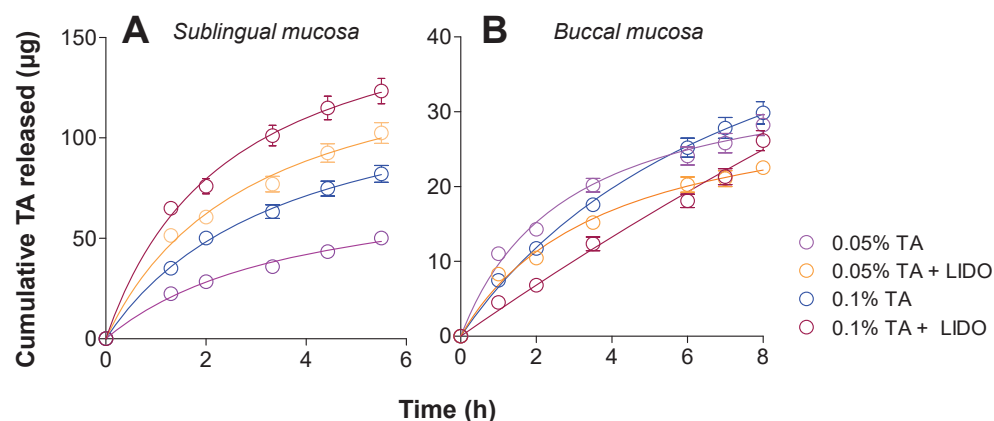 A Sublingual mucosa
B Buccal mucosa
Cumulative TA released (µg)
150
100
50
0
0 2 4 6
40
30
20
10
0
0 2 4 6 8
Time (h)
0.05% TA
0.05% TA + LIDO
0.1% TA
0.1% TA + LIDO